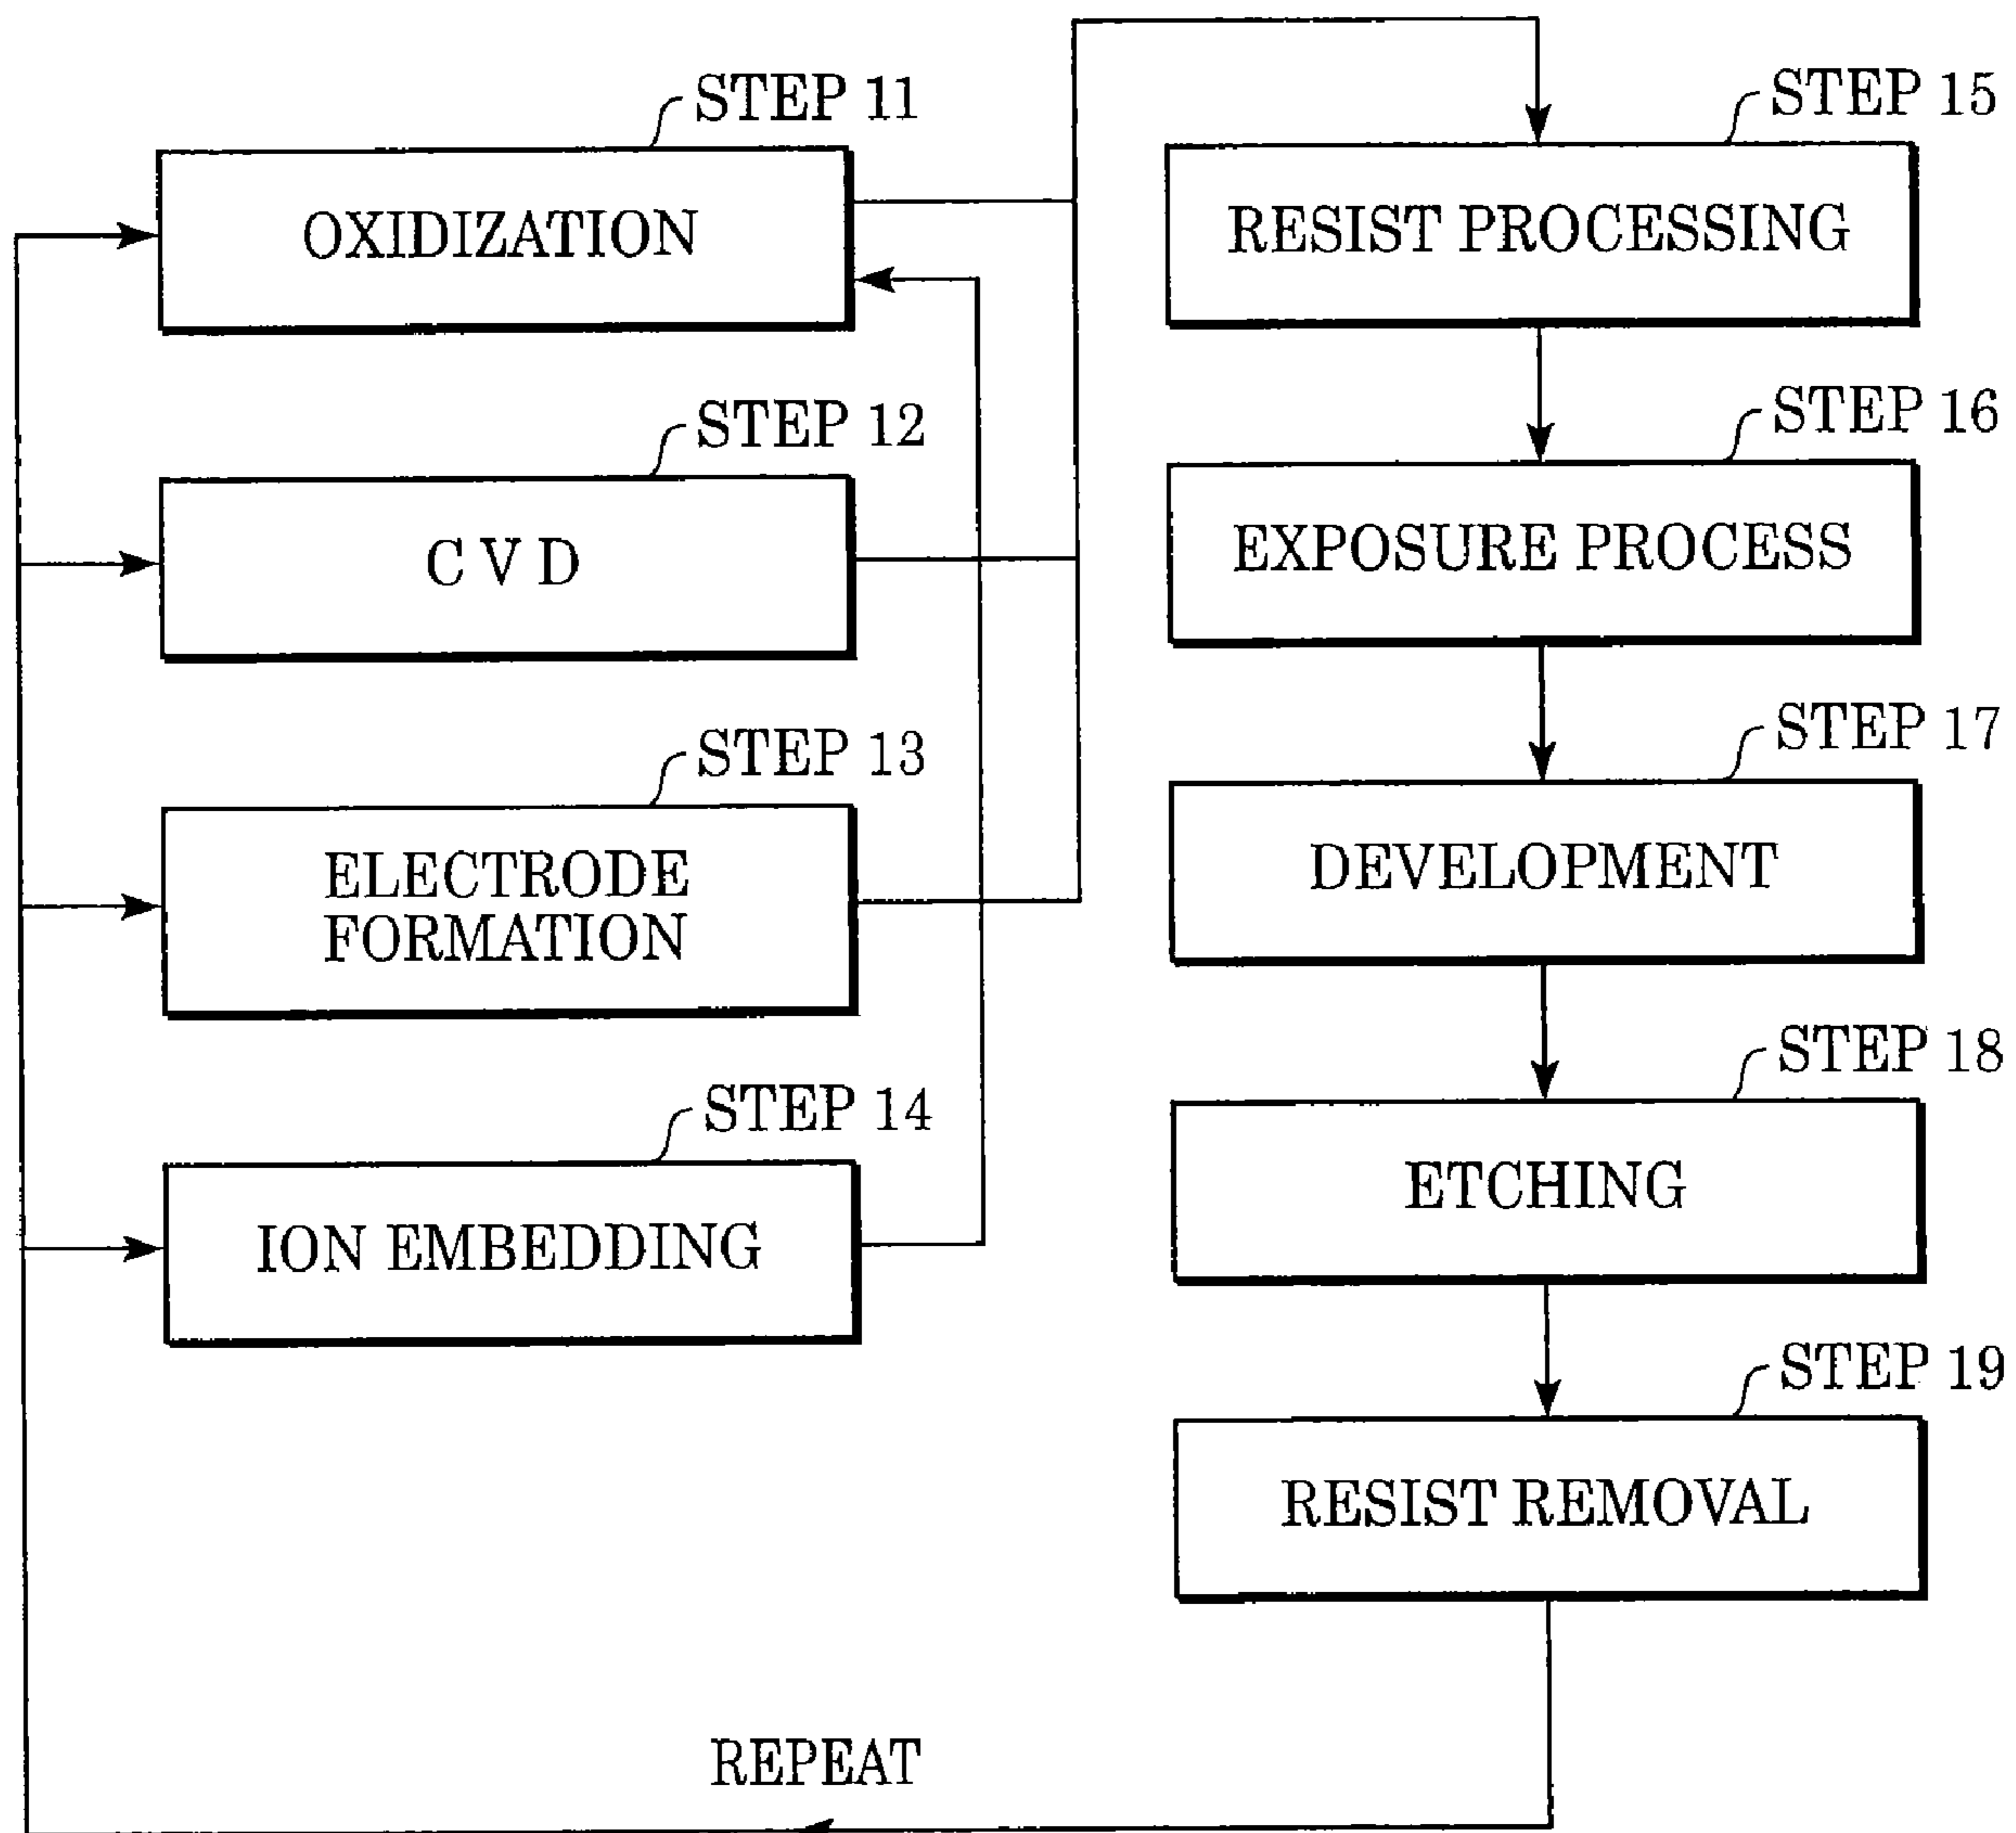 STEP 11
OXIDIZATION
STEP 12
C V D
STEP 13
ELECTRODE
FORMATION
STEP 14
ION EMBEDDING
STEP 15
RESIST PROCESSING
STEP 16
EXPOSURE PROCESS
STEP 17
DEVELOPMENT
STEP 18
ETCHING
STEP 19
RESIST REMOVAL
REPEAT